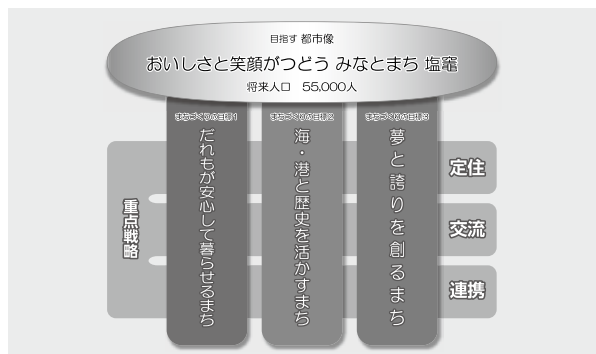 目指す 都市像
おいしさと笑顔がつどう みなとまち 塩竈
将来人口　55,000人
まちづくりの目標1
だれもが安心して暮らせるまち
まちづくりの目標2
海・港と歴史を活かすまち
まちづくりの目標3
夢と誇りを創るまち
重点戦略
定住
交流
連携